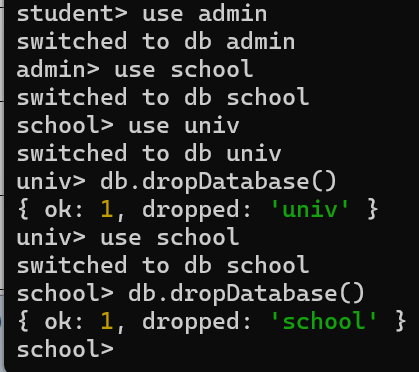 student> use admin
switched to db admin
admin> use school
switched to db school
school> use univ
switched to db univ
univ> db.dropDatabase()
{ ok: 1, dropped: 'univ' }
univ> use school
switched to db school
school> db.dropDatabase()
{ ok: 1, dropped: 'school' }
school>